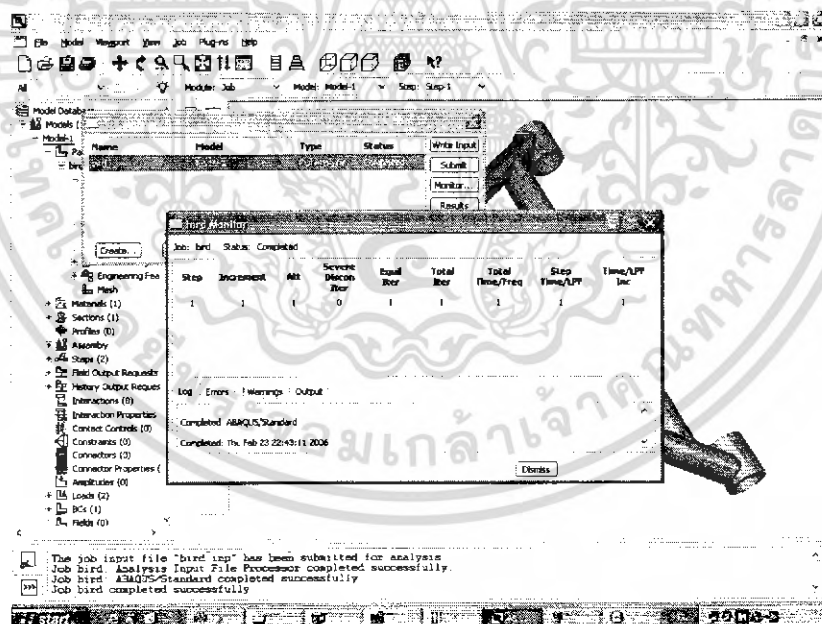 File Model Viewport View Job Plug-ins Help
All Module: Job Model: Model-1 Step: Step-1
Model Databa
Models (
Model-1
Pa
Name Model Type Status Write Input
Submit
Monitor...
Results
bird Monitor
Create...
Job: bird Status: Completed
Step Increment Att Severe Discon Iter Equil Iter Total Iter Total Time/Freq Step Time/LPF Time/LPF Inc
1 1 1 0 1 1 1 1 1
Engineering Fea
Mesh
Materials (1)
Sections (1)
Profiles (0)
Assembly
Steps (2)
Field Output Requests
History Output Reques
Interactions (0)
Interaction Properties
Contact Controls (0)
Constraints (0)
Connectors (0)
Connector Properties (
Amplitudes (0)
Loads (2)
BCs (1)
Fields (0)
Log Errors ! Warnings Output
Completed: ABAQUS/Standard
Completed: Thu Feb 23 22:43:11 2006
Dismiss
The job input file "bird.inp" has been submitted for analysis
Job bird: Analysis Input File Processor completed successfully.
Job bird: ABAQUS/Standard completed successfully
Job bird completed successfully